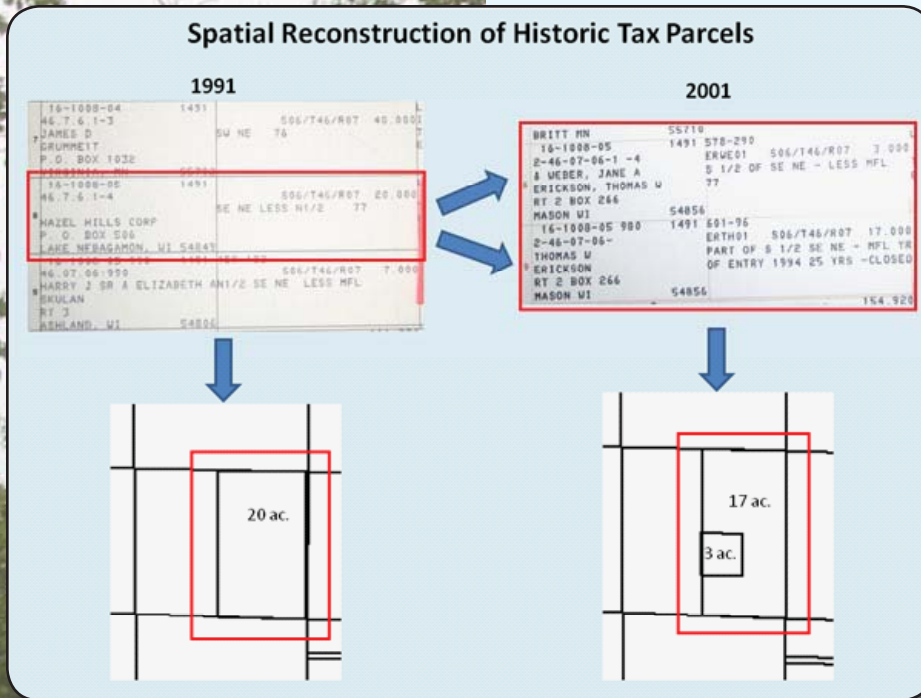 Spatial Reconstruction of Historic Tax Parcels
1991
16-1008-04 1491
46.7.6.1-3 S06/T46/R07 40.000
7 JAMES D SW NE 76
GRUMMETT
P.O. BOX 1032
VIRGINIA, MN
16-1008-05 1491
46.7.6.1-4 S06/T46/R07 20.000
8 SE NE LESS N1/2 77
HAZEL HILLS CORP
P. O. BOX 506
LAKE NEBAGAMON, WI 54849
46.07.06:990 S06/T46/R07 7.000
9 HARRY J SR & ELIZABETH AN1/2 SE NE LESS MFL
SKULAN
RT 3
ASHLAND, WI 54806
2001
BRITT MN 55710
16-1008-05 1491 578-290
2-46-07-06-1 -4 ERWE01 S06/T46/R07 3.000
& WEBER, JANE A S 1/2 OF SE NE - LESS MFL
8 ERICKSON, THOMAS W 77
RT 2 BOX 266
MASON WI 54856
16-1008-05 980 1491 601-96
2-46-07-06- ERTH01 S06/T46/R07 17.000
THOMAS W PART OF S 1/2 SE NE - MFL YR
9 ERICKSON OF ENTRY 1994 25 YRS -CLOSED
RT 2 BOX 266
MASON WI 54856
154.920
20 ac.
17 ac.
3 ac.